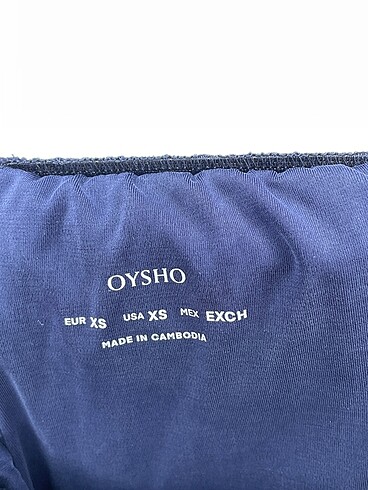 OYSHO
EUR XS USA XS MEX EXCH
MADE IN CAMBODIA